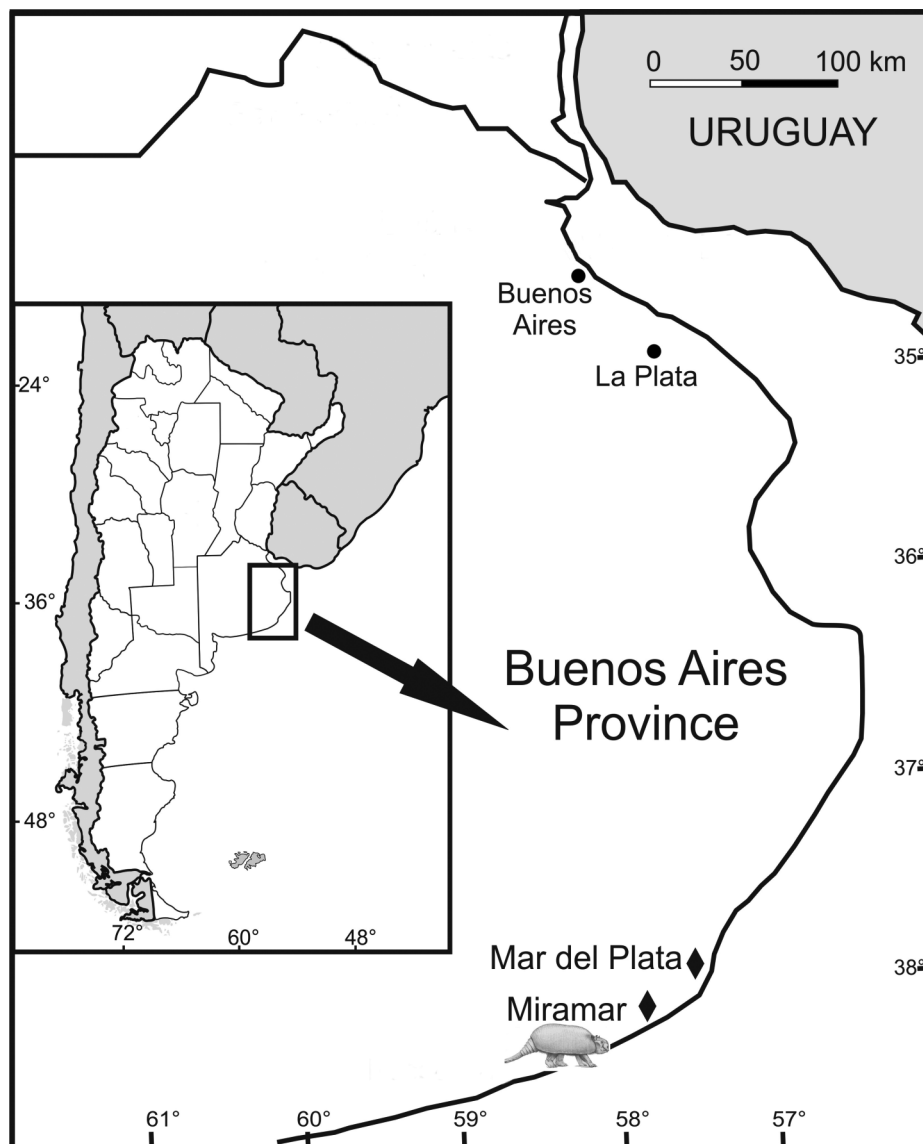 0 50 100 km
URUGUAY
Buenos
Aires
La Plata
35°
24°
36°
36°
Buenos Aires
Province
37°
48°
72° 60° 48°
Mar del Plata
38°
Miramar
61° 60° 59° 58° 57°